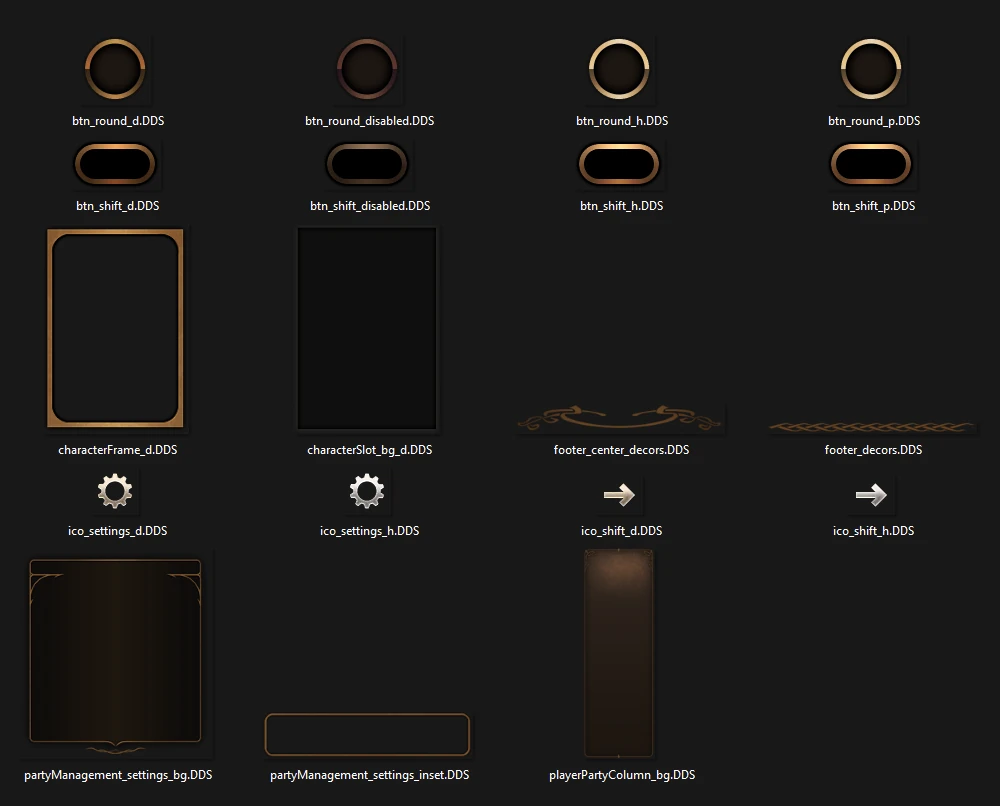 btn_round_d.DDS
btn_round_disabled.DDS
btn_round_h.DDS
btn_round_p.DDS
btn_shift_d.DDS
btn_shift_disabled.DDS
btn_shift_h.DDS
btn_shift_p.DDS
characterFrame_d.DDS
characterSlot_bg_d.DDS
footer_center_decors.DDS
footer_decors.DDS
ico_settings_d.DDS
ico_settings_h.DDS
ico_shift_d.DDS
ico_shift_h.DDS
partyManagement_settings_bg.DDS
partyManagement_settings_inset.DDS
playerPartyColumn_bg.DDS